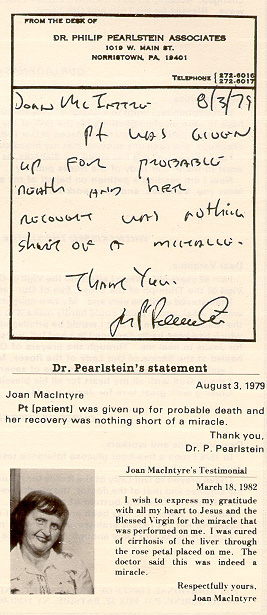 FROM THE DESK OF
DR. PHILIP PEARLSTEIN ASSOCIATES
1019 W. MAIN ST.
NORRISTOWN, PA. 19401
TELEPHONE { 272-6016
272-6017
JOAN McINTYRE 8/3/79
Pt WAS GIVEN
UP FOR PROBABLE
DEATH AND HER
RECOVERY WAS NOTHING
SHORT OF A MIRACLE.
THANK YOU.
Dr. Pearlstein's statement
August 3, 1979
Joan MacIntyre
Pt [patient] was given up for probable death and
her recovery was nothing short of a miracle.
Thank you,
Dr. P. Pearlstein
Joan MacIntyre's Testimonial
March 18, 1982
I wish to express my gratitude
with all my heart to Jesus and the
Blessed Virgin for the miracle that
was performed on me. I was cured
of cirrhosis of the liver through
the rose petal placed on me. The
doctor said this was indeed a
miracle.
Respectfully yours,
Joan MacIntyre